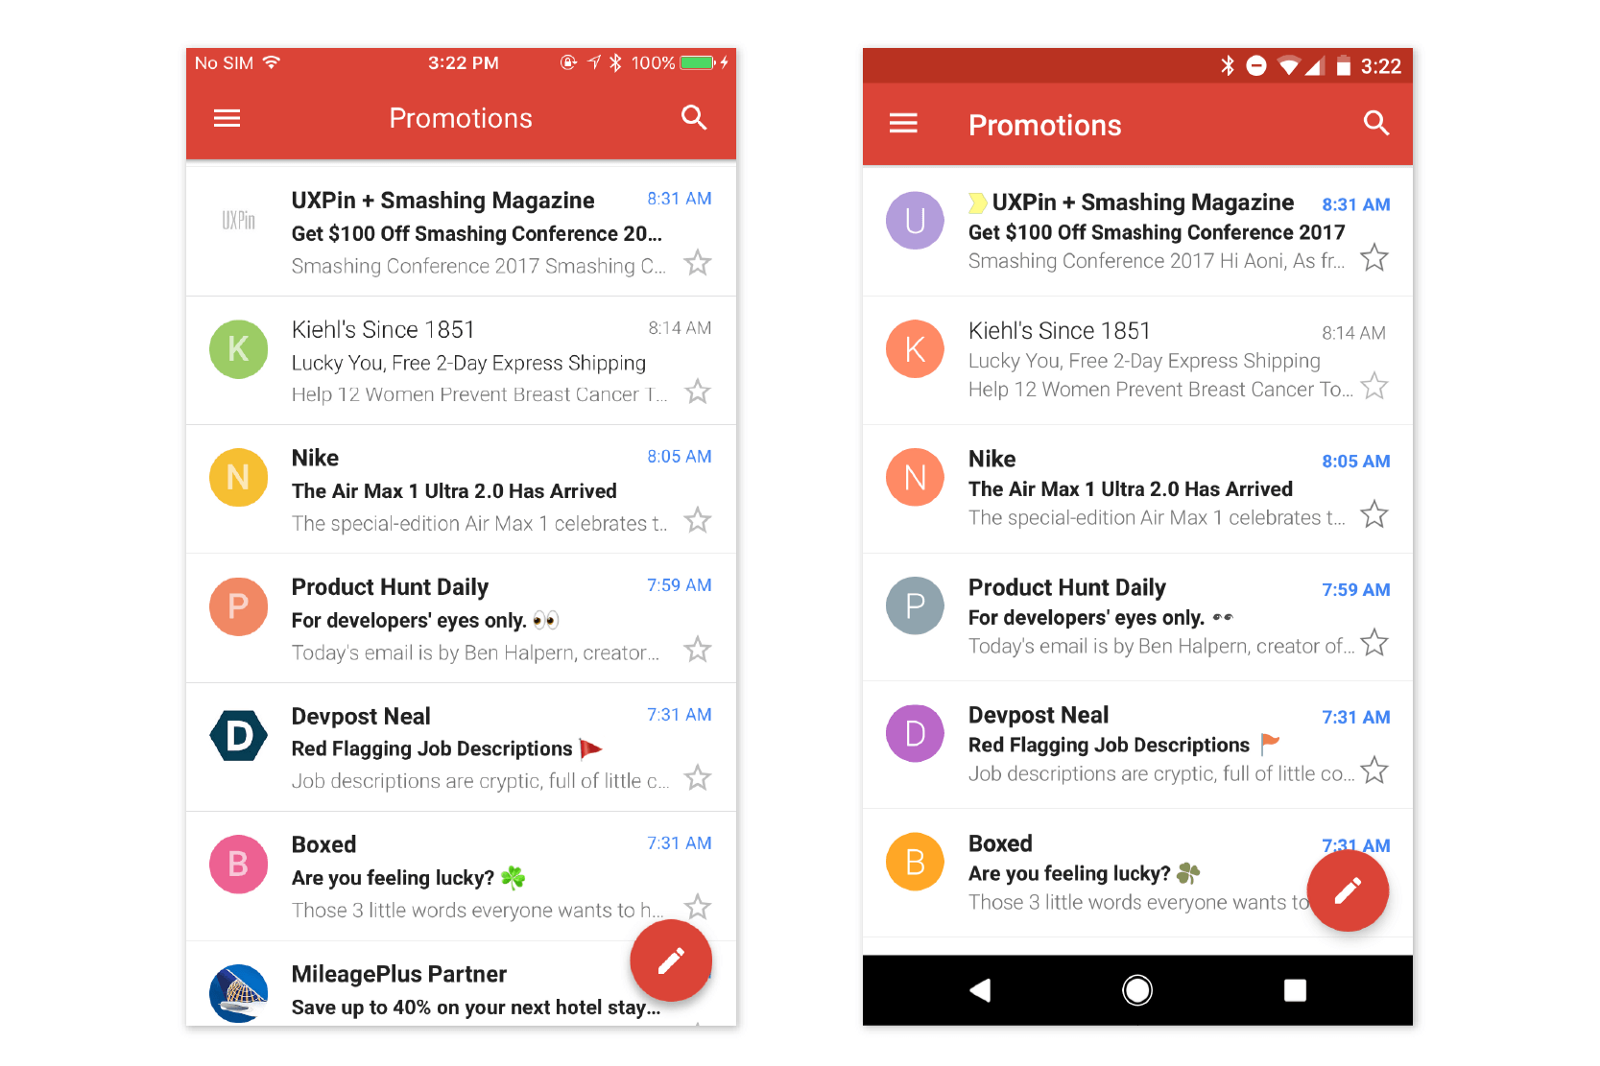 No SIM 3:22 PM 100%
Promotions
UXPin
UXPin + Smashing Magazine 8:31 AM
Get $100 Off Smashing Conference 20...
Smashing Conference 2017 Smashing C...
K
Kiehl's Since 1851 8:14 AM
Lucky You, Free 2-Day Express Shipping
Help 12 Women Prevent Breast Cancer T...
N
Nike 8:05 AM
The Air Max 1 Ultra 2.0 Has Arrived
The special-edition Air Max 1 celebrates t..
P
Product Hunt Daily 7:59 AM
For developers' eyes only. 👀
Today's email is by Ben Halpern, creator...
D
Devpost Neal 7:31 AM
Red Flagging Job Descriptions 🚩
Job descriptions are cryptic, full of little c...
B
Boxed 7:31 AM
Are you feeling lucky? ☘️
Those 3 little words everyone wants to h...
MileagePlus Partner
Save up to 40% on your next hotel stay...
3:22
Promotions
U
UXPin + Smashing Magazine 8:31 AM
Get $100 Off Smashing Conference 2017
Smashing Conference 2017 Hi Aoni, As fr...
K
Kiehl's Since 1851 8:14 AM
Lucky You, Free 2-Day Express Shipping
Help 12 Women Prevent Breast Cancer To...
N
Nike 8:05 AM
The Air Max 1 Ultra 2.0 Has Arrived
The special-edition Air Max 1 celebrates t...
P
Product Hunt Daily 7:59 AM
For developers' eyes only. 👀
Today's email is by Ben Halpern, creator of...
D
Devpost Neal 7:31 AM
Red Flagging Job Descriptions 🚩
Job descriptions are cryptic, full of little co...
B
Boxed 7:31 AM
Are you feeling lucky? ☘️
Those 3 little words everyone wants to